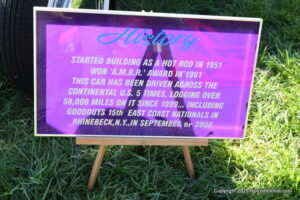 History
STARTED BUILDING AS A HOT ROD IN 1951
WON 'A.M.B.R.' AWARD IN 1961
THIS CAR HAS BEEN DRIVEN ACROSS THE
CONTINENTAL U.S. 5 TIMES, LOGGING OVER
58,000 MILES ON IT SINCE 1999... INCLUDING
GOODGUYS 15th EAST COAST NATIONALS IN
RHINEBECK, N.Y., IN SEPTEMBER of 2006